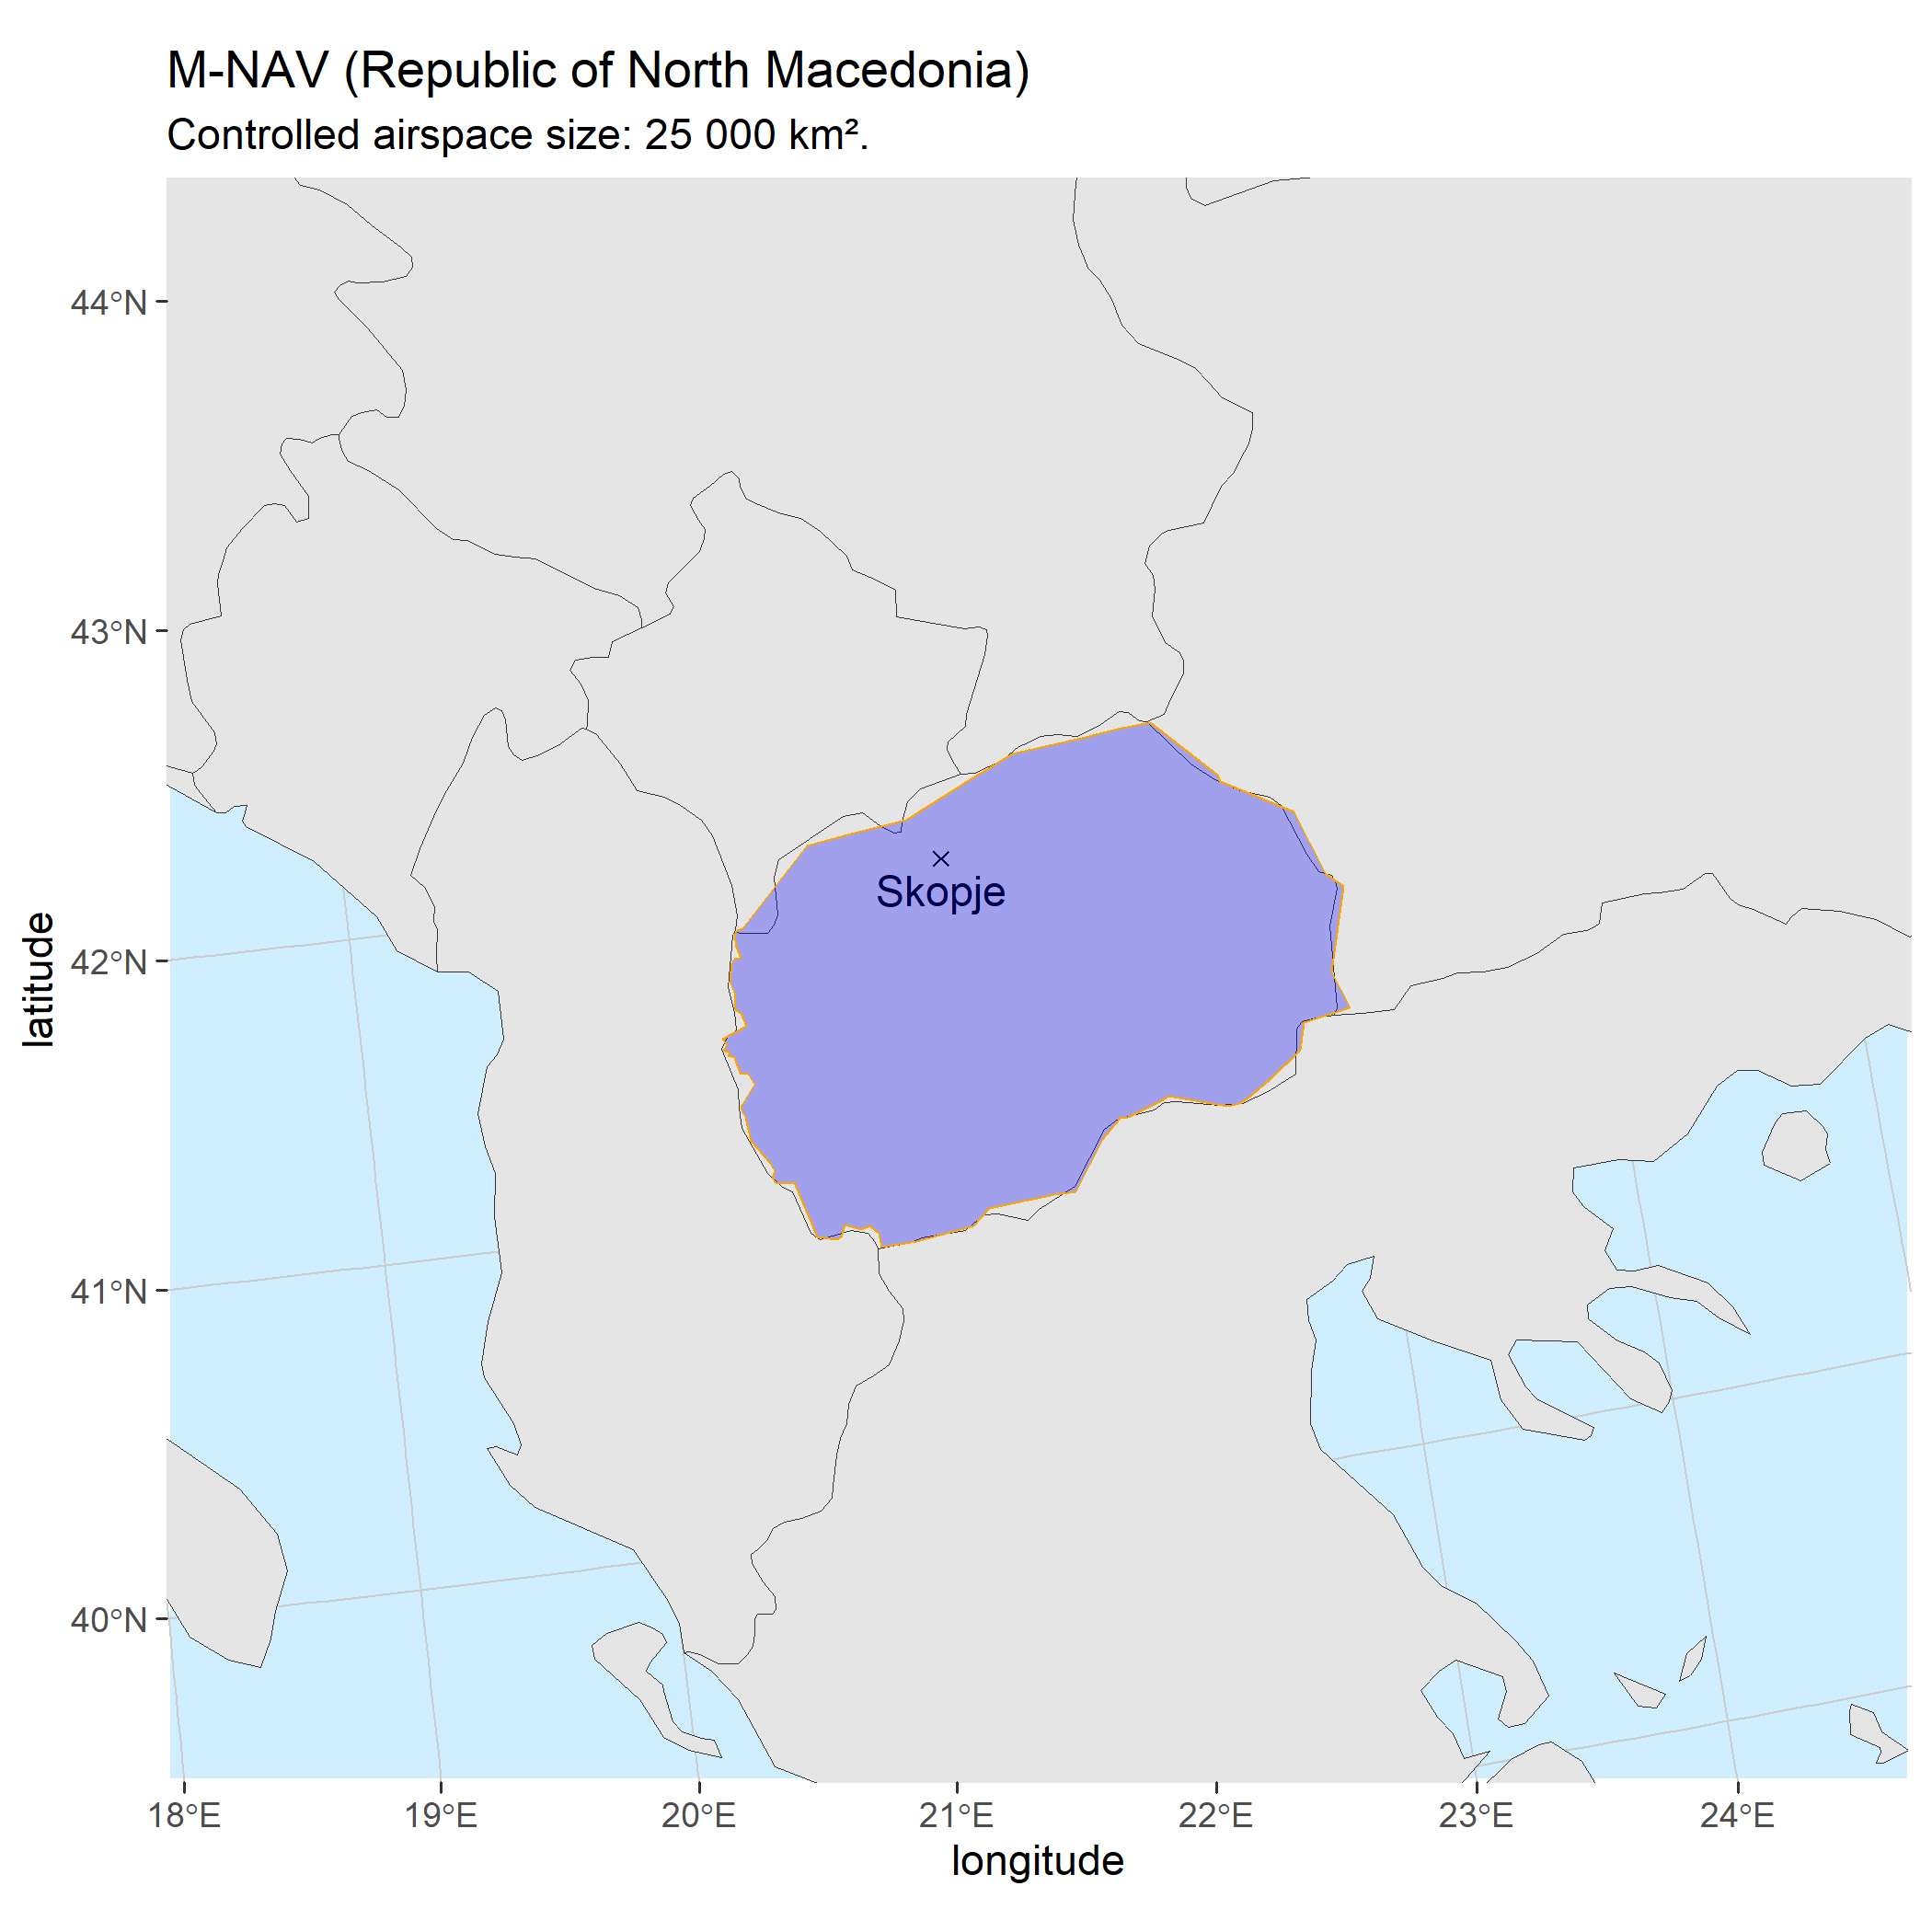 M-NAV (Republic of North Macedonia)
Controlled airspace size: 25 000 km².
44°N
43°N
42°N
41°N
40°N
latitude
Skopje
18°E 19°E 20°E 21°E 22°E 23°E 24°E
longitude